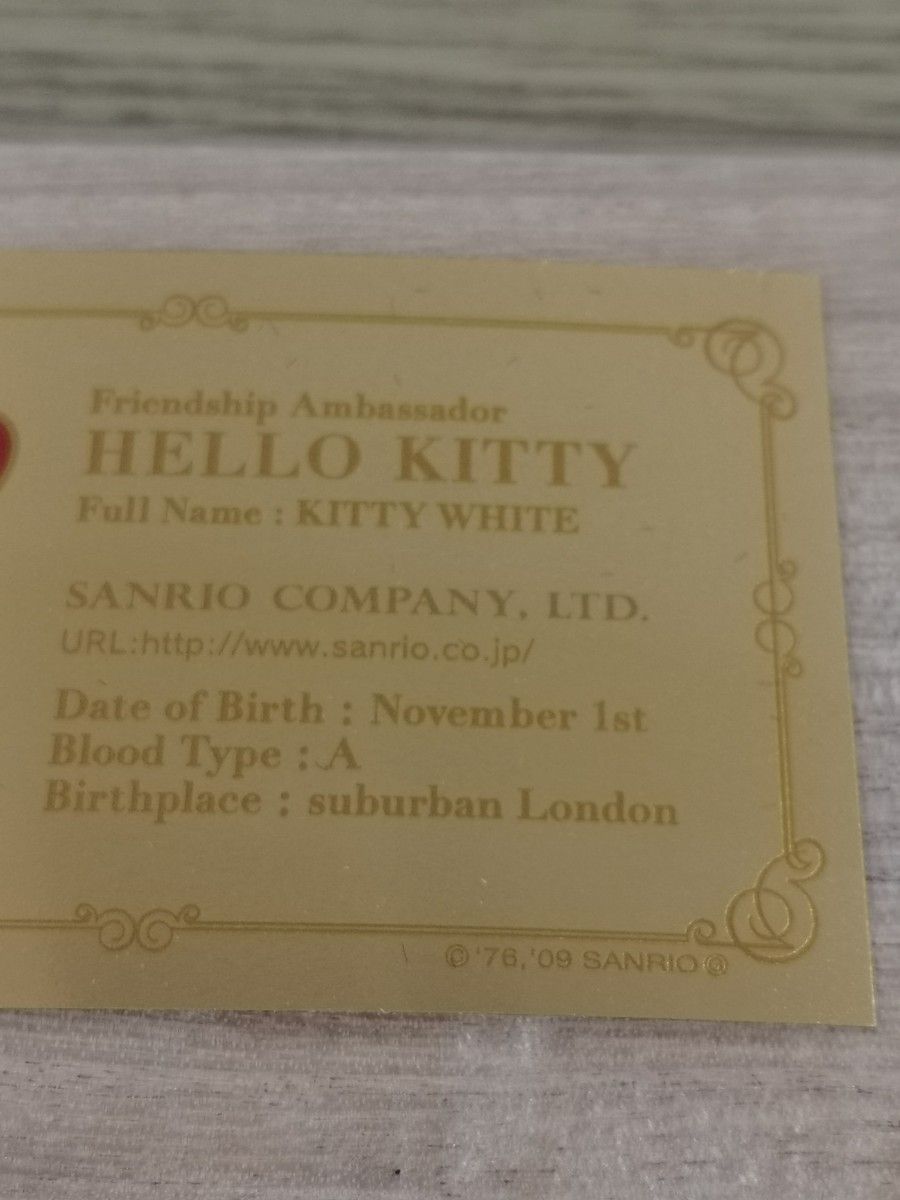 Friendship Ambassador
HELLO KITTY
Full Name : KITTY WHITE
SANRIO COMPANY, LTD.
URL:http://www.sanrio.co.jp/
Date of Birth : November 1st
Blood Type : A
Birthplace : suburban London
©'76,'09 SANRIO ⓐ